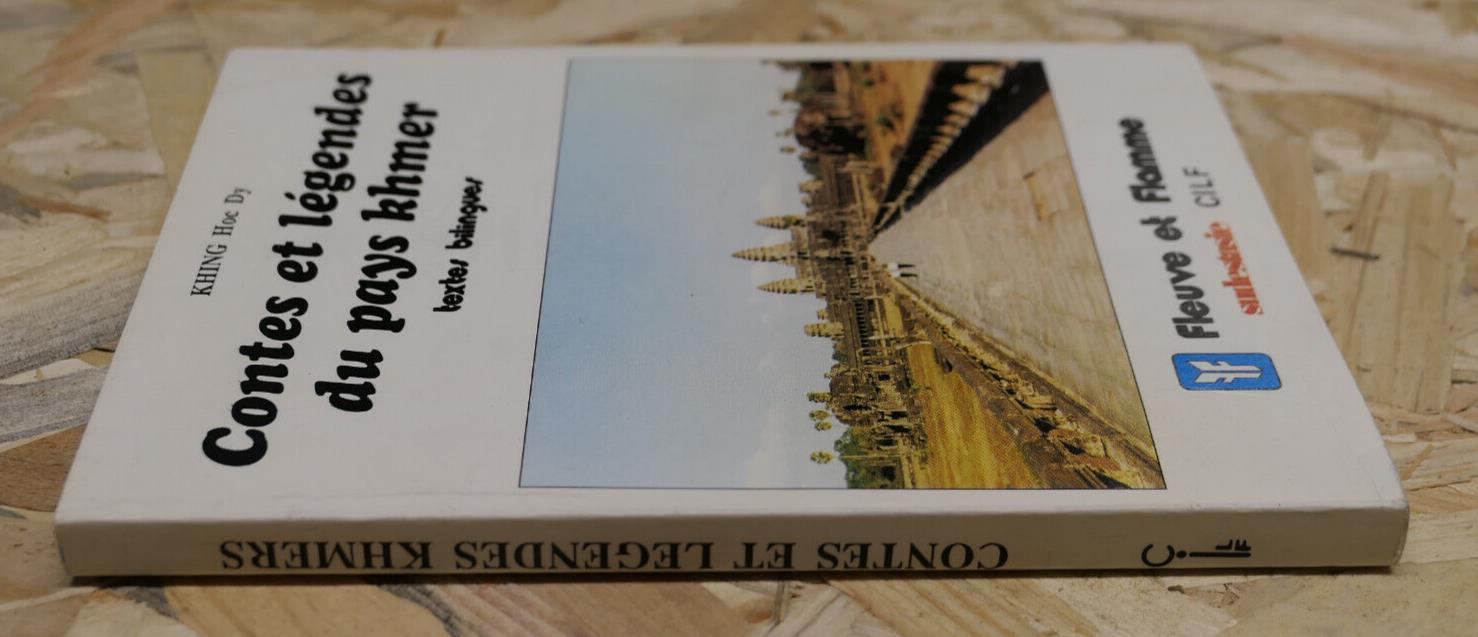 KHING Hoc Dy
Contes et légendes
du pays khmer
textes bilingues
Fleuve et Flamme
sudestasie CILF
CONTES ET LEGENDES KHMERS
CILF